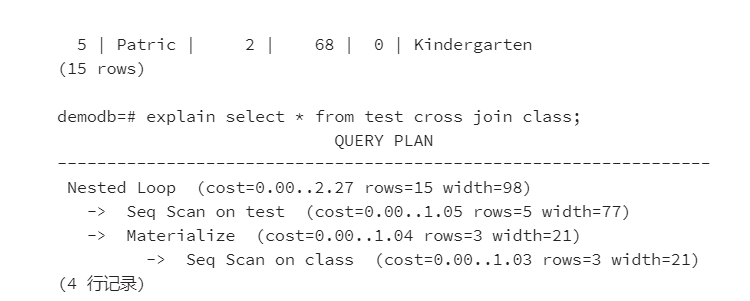 5 | Patric |     2 |    68 |  0 | Kindergarten
(15 rows)
demodb=# explain select * from test cross join class;
QUERY PLAN
------------------------------------------------------------------
Nested Loop  (cost=0.00..2.27 rows=15 width=98)
->  Seq Scan on test  (cost=0.00..1.05 rows=5 width=77)
->  Materialize  (cost=0.00..1.04 rows=3 width=21)
->  Seq Scan on class  (cost=0.00..1.03 rows=3 width=21)
(4 行记录)